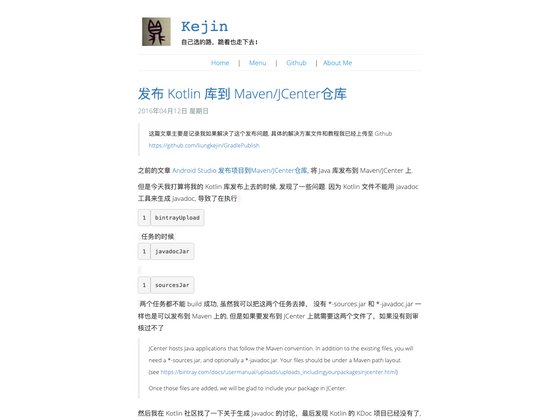 Kejin
自己选的路，跪着也走下去!
Home | Menu | Github | About Me
发布 Kotlin 库到 Maven/JCenter仓库
2016年04月12日 星期日
这篇文章主要是记录我如果解决了这个发布问题, 具体的解决方案文件和教程我已经上传至 Github
https://github.com/liungkejin/GradlePublish
之前的文章 Android Studio 发布项目到Maven/JCenter仓库, 将 Java 库发布到 Maven/JCenter 上.
但是今天我打算将我的 Kotlin 库发布上去的时候, 发现了一些问题. 因为 Kotlin 文件不能用 javadoc
工具来生成 Javadoc, 导致了在执行
1 bintrayUpload
任务的时候
1 javadocJar
1 sourcesJar
两个任务都不能 build 成功, 虽然我可以把这两个任务去掉， 没有 *-sources.jar 和 *-javadoc.jar 一
样也是可以发布到 Maven 上的, 但是如果要发布到 JCenter 上就需要这两个文件了，如果没有则审
核过不了
JCenter hosts java applications that follow the Maven convention. In addition to the existing files, you will
need a *-sources.jar, and optionally a *-javadoc.jar. Your files should be under a Maven path layout.
(see https://bintray.com/docs/usermanual/uploads/uploads_includingyourpackagesinjcenter.html)
Once those files are added, we will be glad to include your package in JCenter.
然后我在 Kotlin 社区找了一下关于生成 Javadoc 的讨论，最后发现 Kotlin 的 KDoc 项目已经没有了,